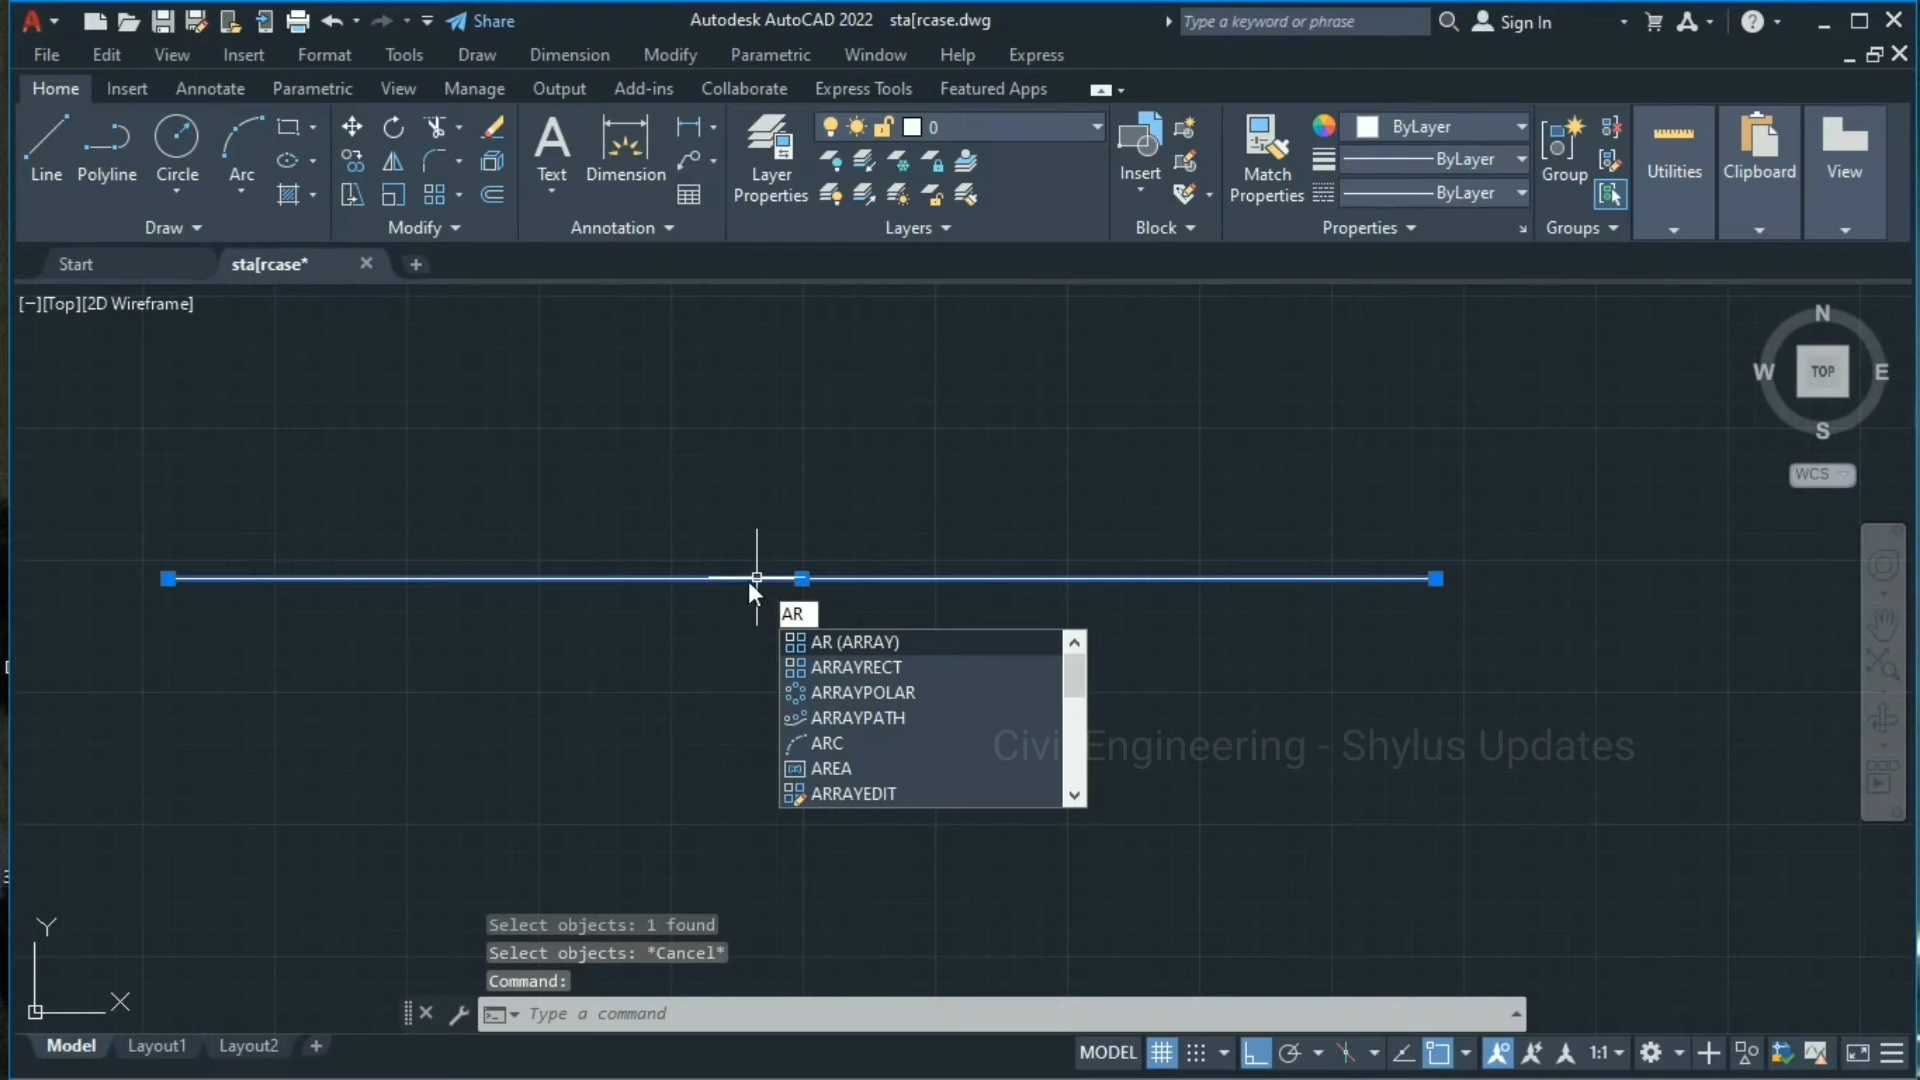 Share
Autodesk AutoCAD 2022 sta[rcase.dwg
Type a keyword or phrase
Sign In
File Edit View Insert Format Tools Draw Dimension Modify Parametric Window Help Express
Home Insert Annotate Parametric View Manage Output Add-ins Collaborate Express Tools Featured Apps
Line Polyline Circle Arc
Text Dimension
Layer Properties
0
Insert
Match Properties
ByLayer
ByLayer
ByLayer
Group
Utilities
Clipboard
View
Draw Modify Annotation Layers Block Properties Groups
Start sta[rcase*
[−][Top][2D Wireframe]
N
W TOP E
S
WCS
AR
AR (ARRAY)
ARRAYRECT
ARRAYPOLAR
ARRAYPATH
ARC
AREA
ARRAYEDIT
Engineering - Shylus Updates
Select objects: 1 found
Select objects: *Cancel*
Command:
Type a command
Y
X
Model Layout1 Layout2
MODEL 1:1